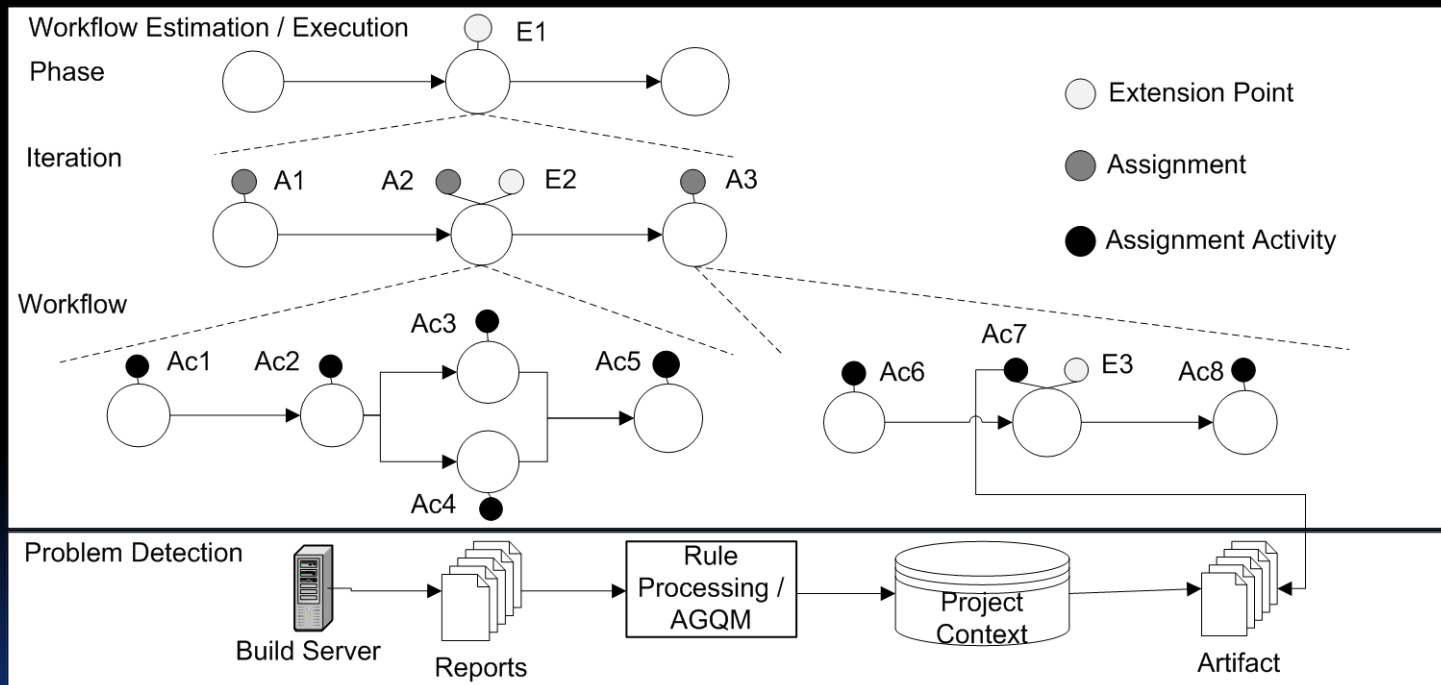 Workflow Estimation / Execution
E1
Phase
Extension Point
Iteration
Assignment
A1
A2
E2
A3
Assignment Activity
Workflow
Ac3
Ac7
Ac1
Ac2
Ac5
Ac6
E3
Ac8
Ac4
Problem Detection
Rule
Processing /
AGQM
Project
Context
Build Server
Reports
Artifact